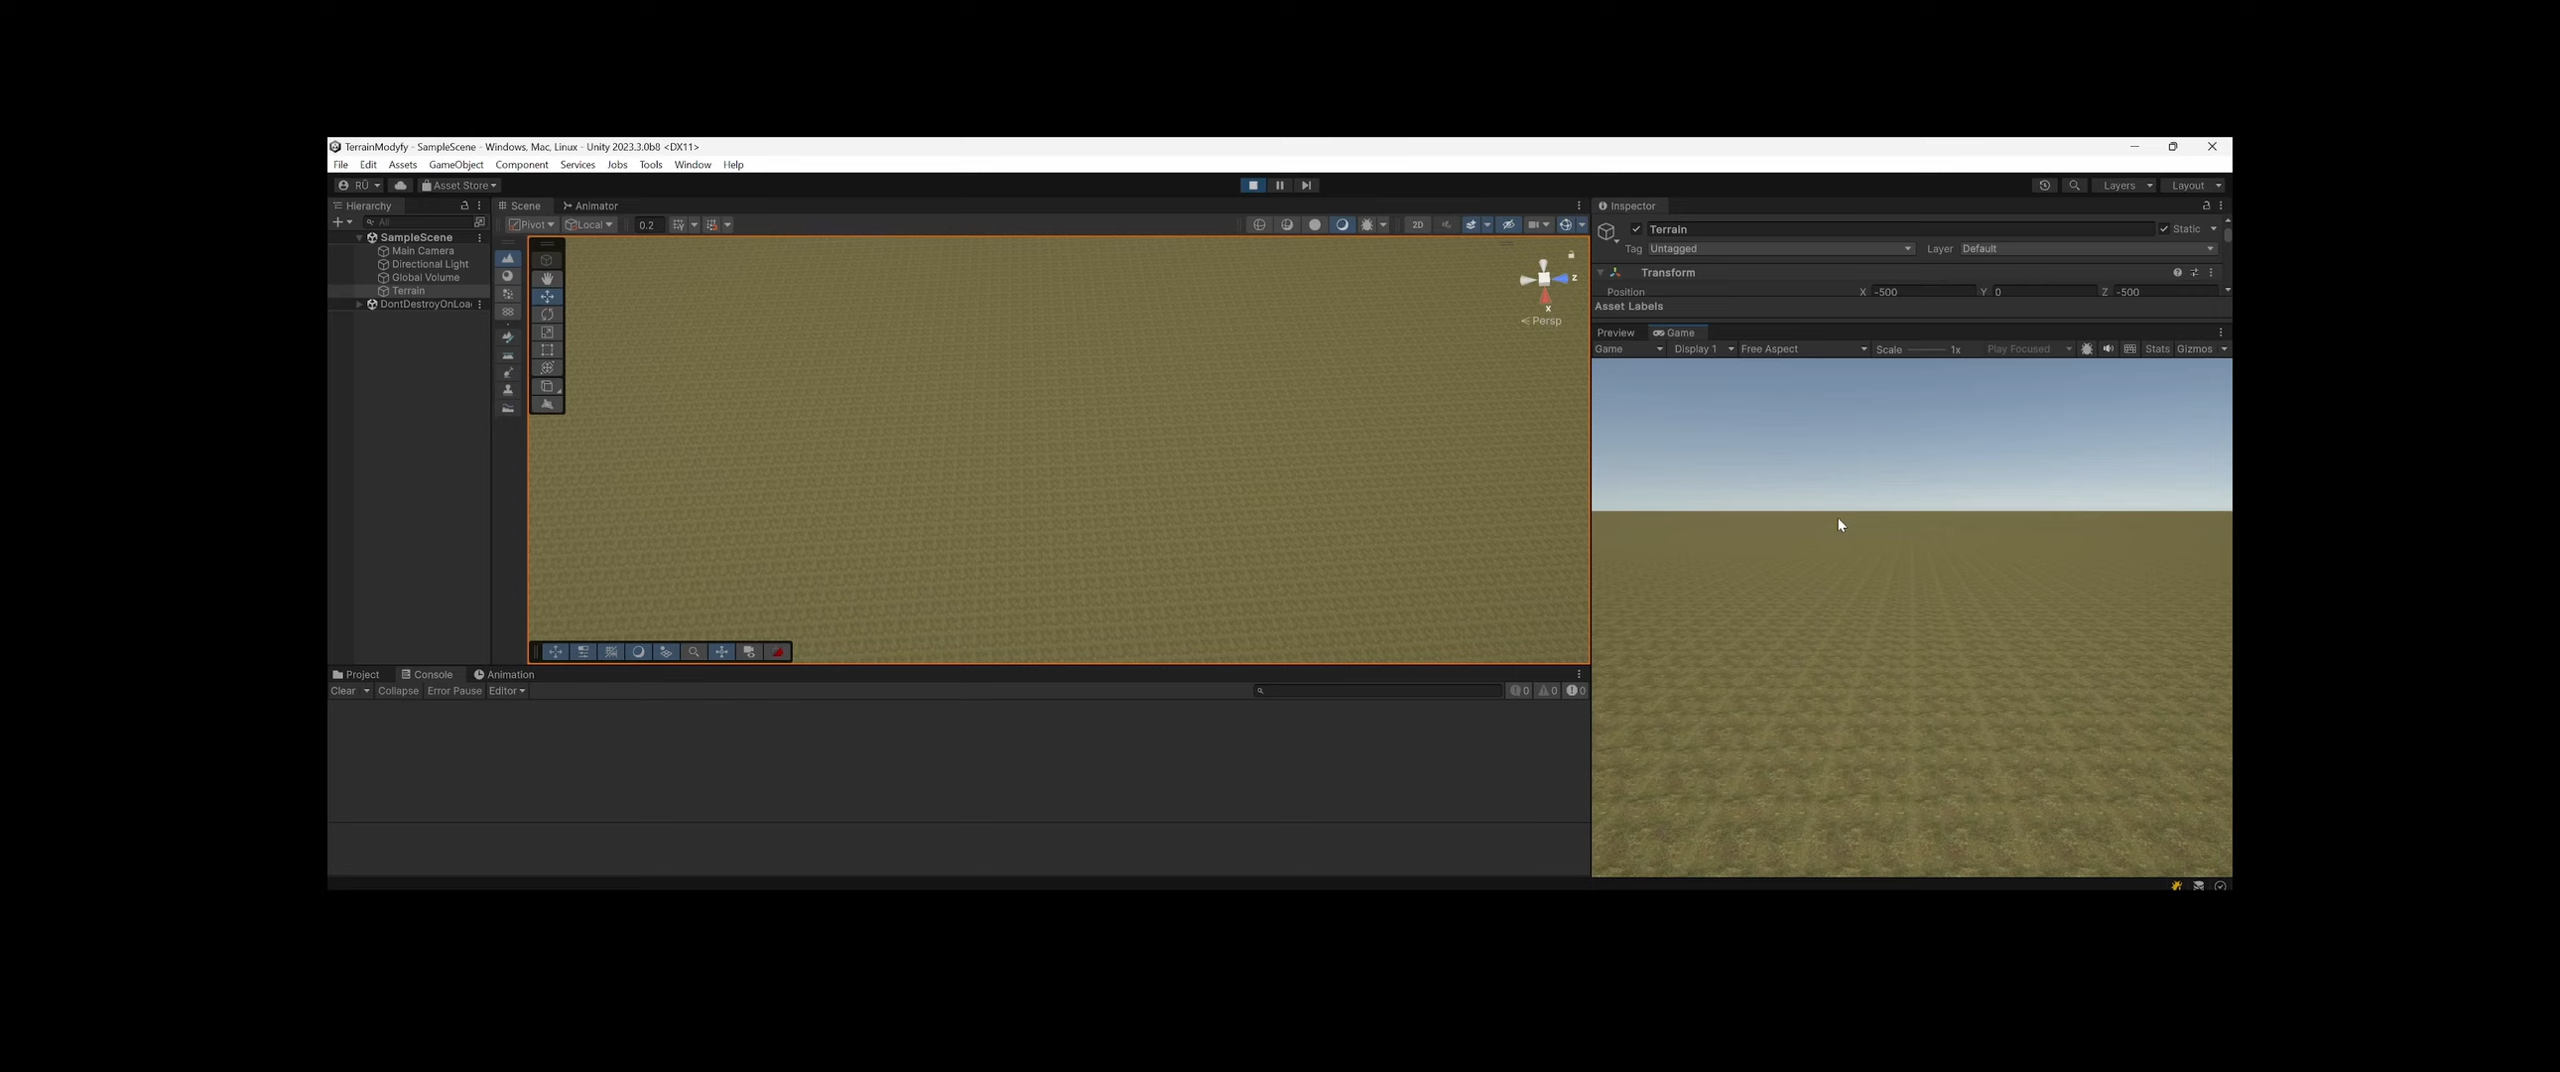 TerrainModyfy - SampleScene - Windows, Mac, Linux - Unity 2023.3.0b8 <DX11>
File Edit Assets GameObject Component Services Jobs Tools Window Help
RÜ Asset Store Layers Layout
Hierarchy
All
SampleScene
Main Camera
Directional Light
Global Volume
Terrain
DontDestroyOnLoa
Scene Animator
Pivot Local 0.2 2D
z
x
Persp
Inspector
Terrain Static
Tag Untagged Layer Default
Transform
Position X -500 Y 0 Z -500
Asset Labels
Preview Game
Game Display 1 Free Aspect Scale 1x Play Focused Stats Gizmos
Project Console Animation
Clear Collapse Error Pause Editor 0 0 0